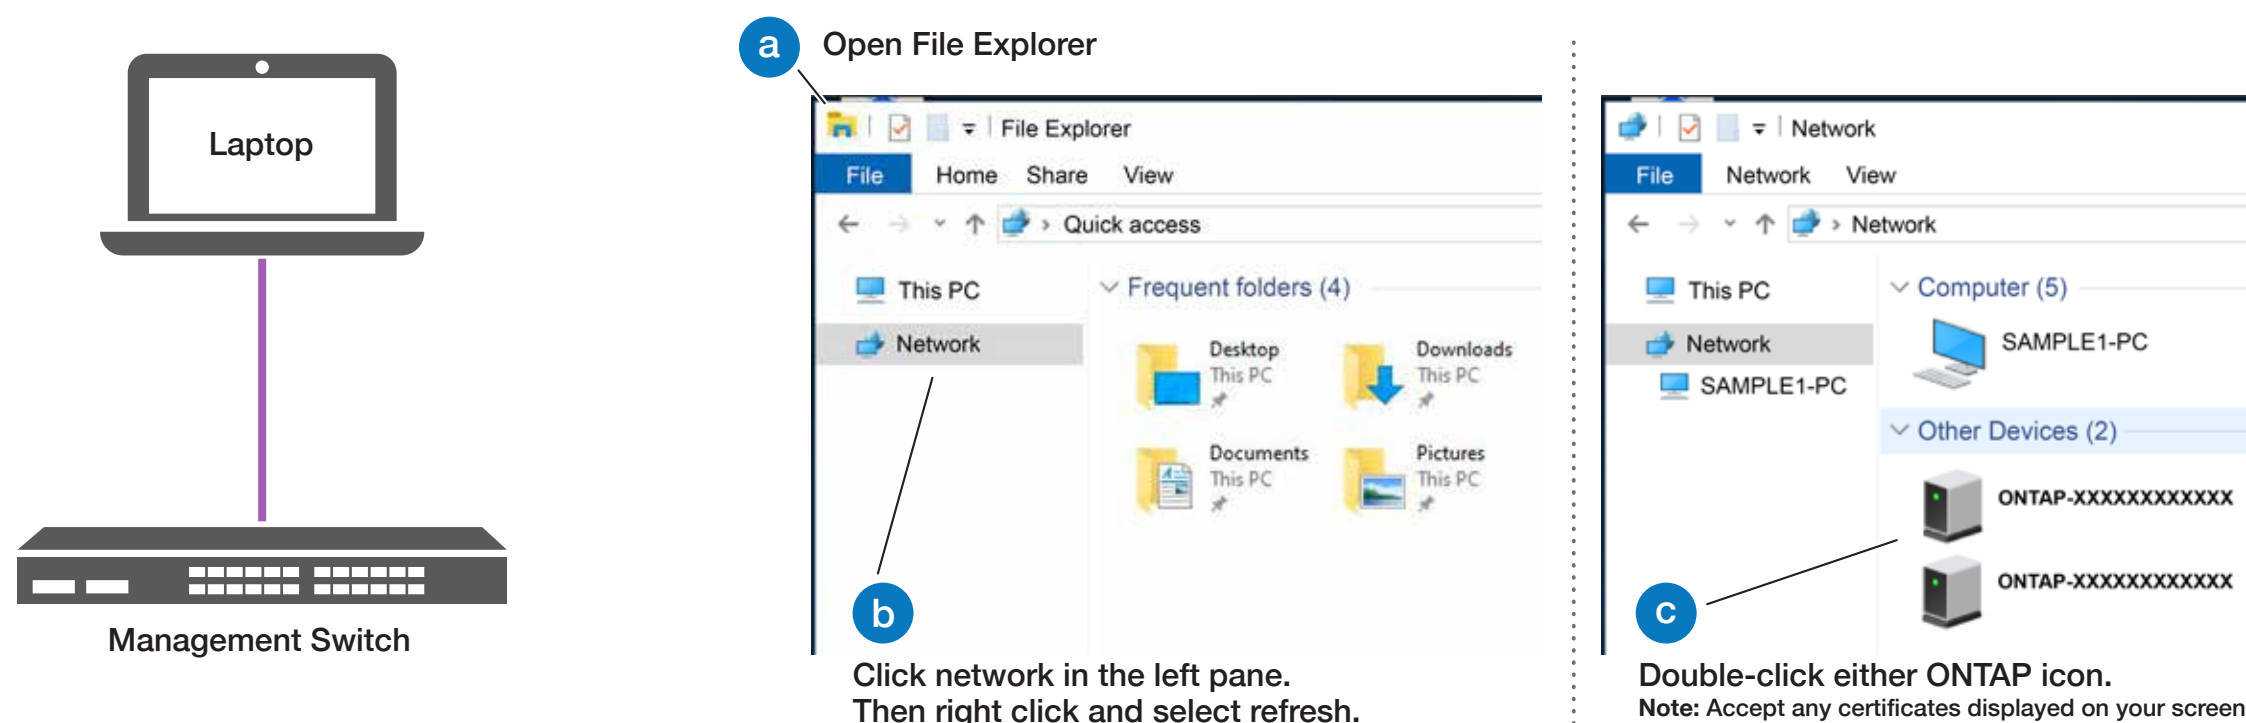 Laptop
Management Switch
a
Open File Explorer
File Explorer
File Home Share View
Quick access
This PC
Network
Frequent folders (4)
Desktop
This PC
Downloads
This PC
Documents
This PC
Pictures
This PC
b
Click network in the left pane.
Then right click and select refresh.
Network
File Network View
Network
This PC
Network
SAMPLE1-PC
Computer (5)
SAMPLE1-PC
Other Devices (2)
ONTAP-XXXXXXXXXXXX
ONTAP-XXXXXXXXXXXX
c
Double-click either ONTAP icon.
Note: Accept any certificates displayed on your screen